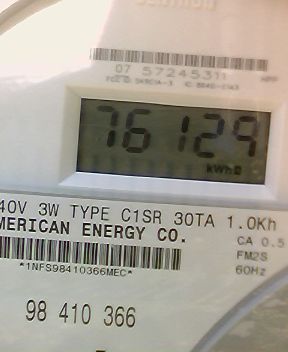 07 57245311
76129
kWh
40V 3W TYPE C1SR 30TA 1.0Kh
MERICAN ENERGY CO.
CA 0.5
*1NFS98410366MEC*
FM2S
60Hz
98 410 366